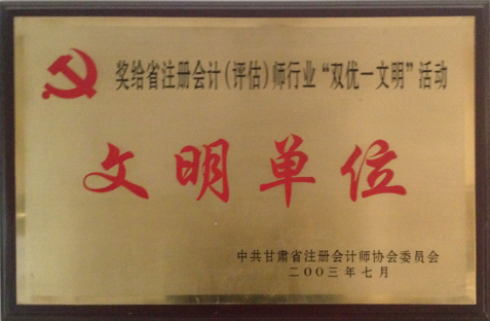 奖给省注册会计（评估）师行业“双优一文明”活动
文明单位
中共甘肃省注册会计师协会委员会
二〇〇三年七月